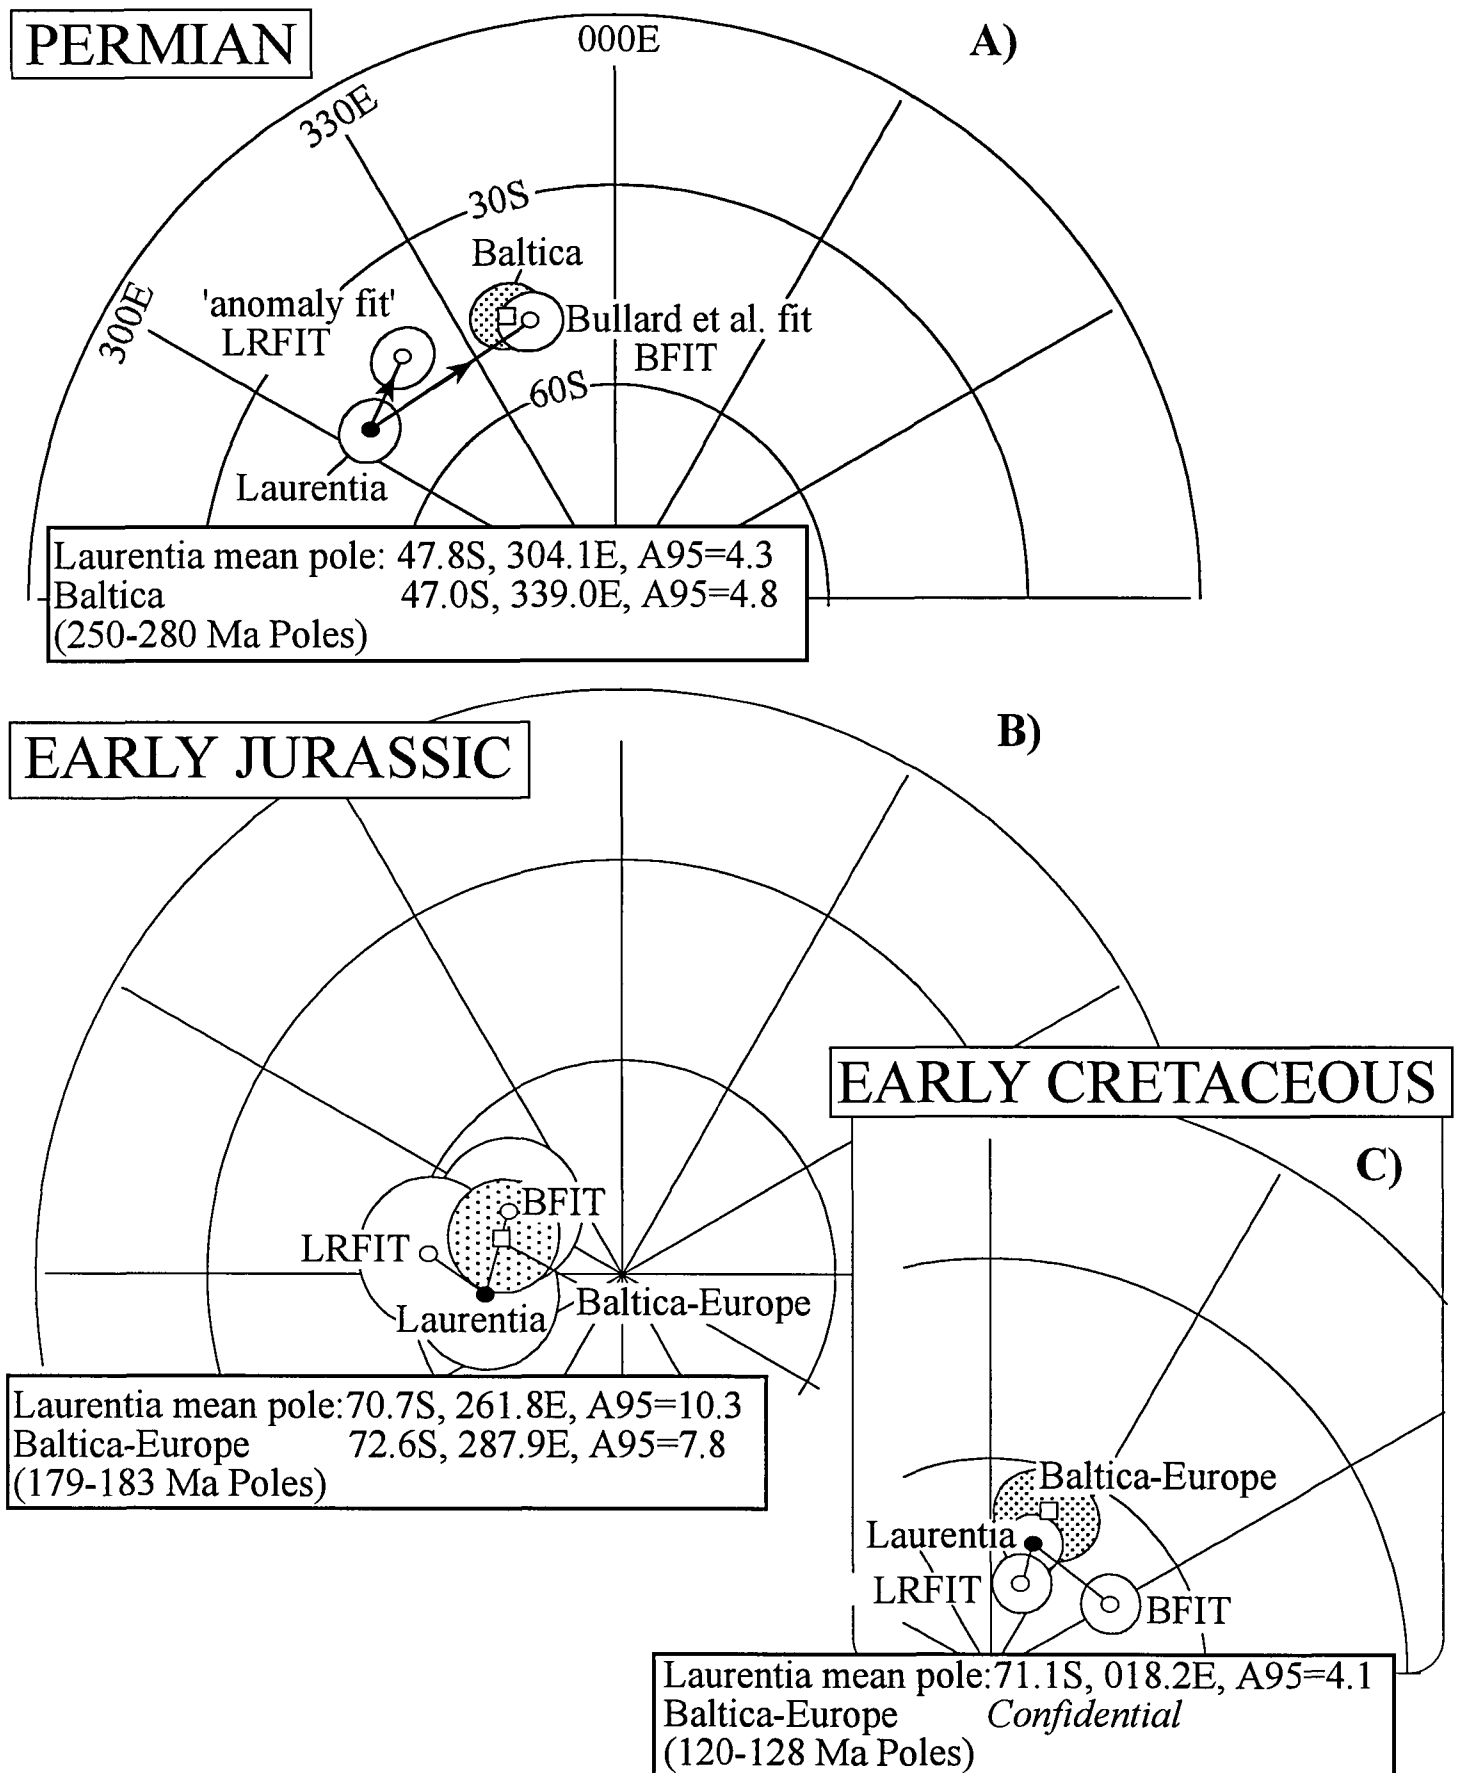 PERMIAN
A)
000E
330E
300E
30S
Baltica
'anomaly fit'
LRFIT
Bullard et al. fit
BFIT
60S
Laurentia
Laurentia mean pole: 47.8S, 304.1E, A95=4.3
Baltica 47.0S, 339.0E, A95=4.8
(250-280 Ma Poles)
EARLY JURASSIC
B)
BFIT
LRFIT
Laurentia
Baltica-Europe
Laurentia mean pole:70.7S, 261.8E, A95=10.3
Baltica-Europe 72.6S, 287.9E, A95=7.8
(179-183 Ma Poles)
EARLY CRETACEOUS
C)
Baltica-Europe
Laurentia
LRFIT
BFIT
Laurentia mean pole:71.1S, 018.2E, A95=4.1
Baltica-Europe Confidential
(120-128 Ma Poles)